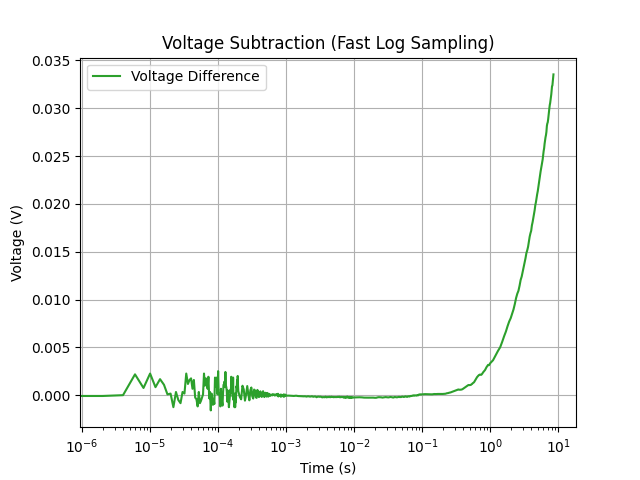 Voltage Subtraction (Fast Log Sampling)
Voltage Difference
Voltage (V)
0.035
0.030
0.025
0.020
0.015
0.010
0.005
0.000
10⁻⁶ 10⁻⁵ 10⁻⁴ 10⁻³ 10⁻² 10⁻¹ 10⁰ 10¹
Time (s)